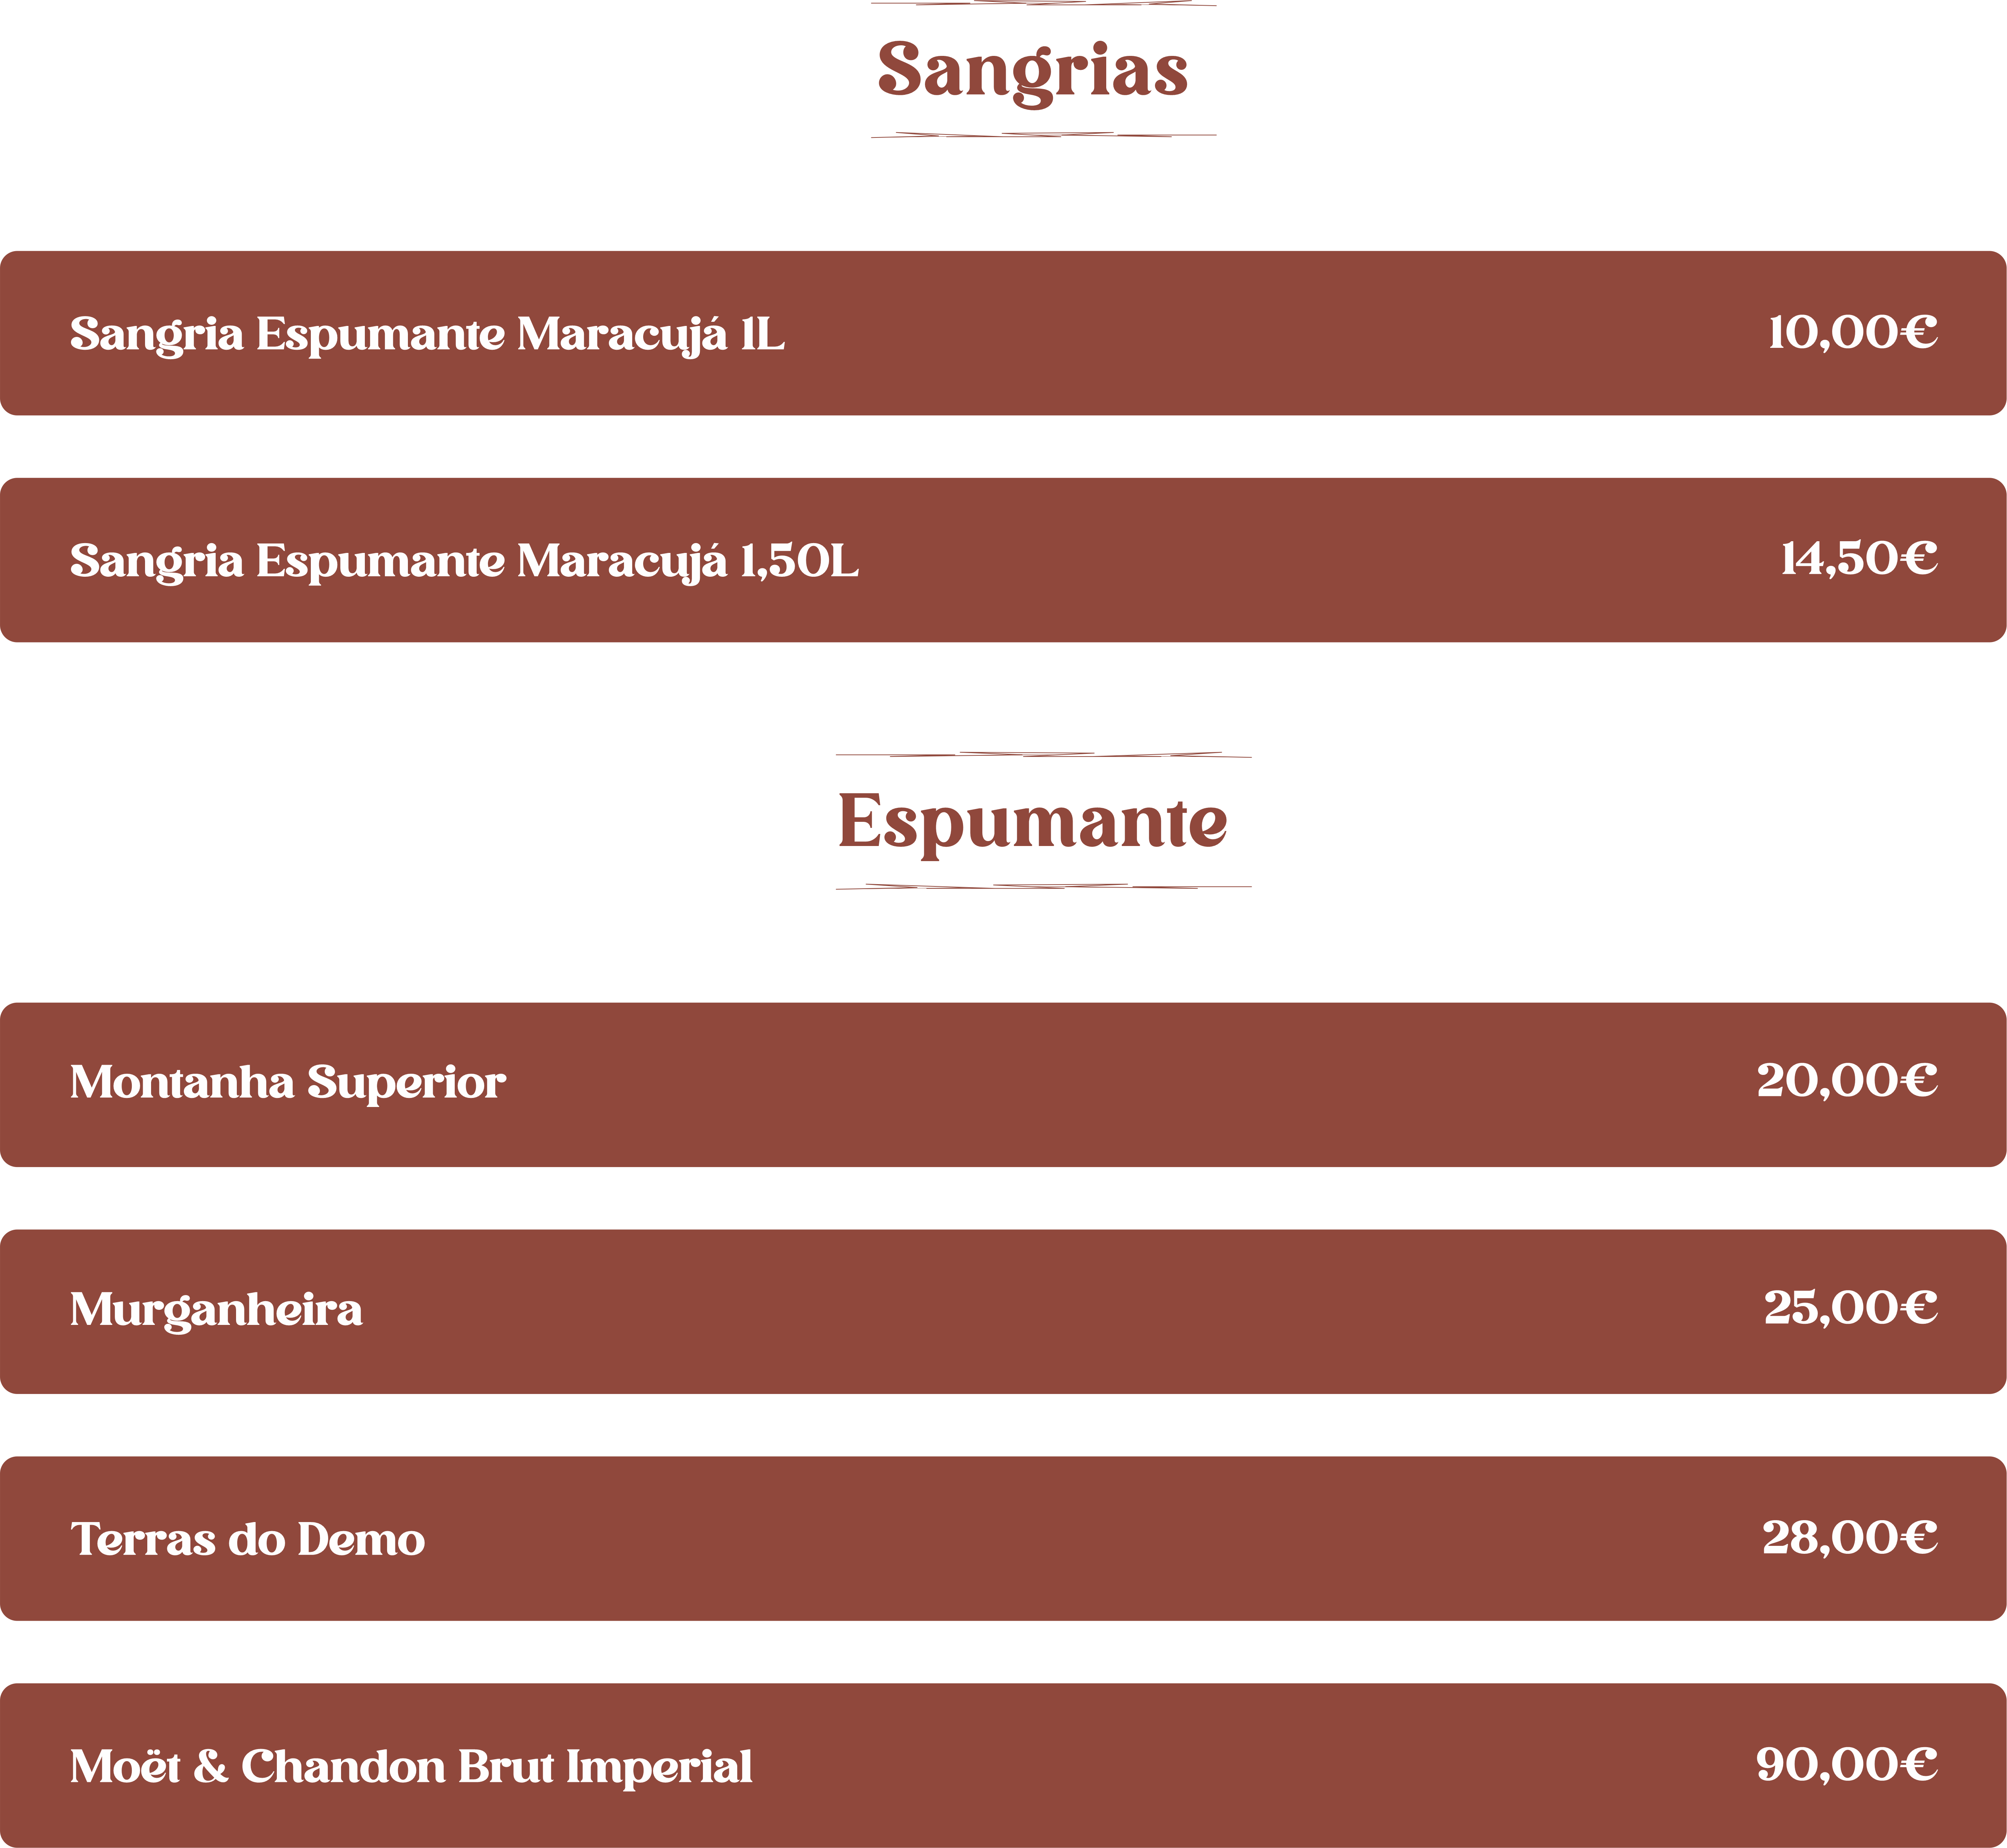 Sangrias
Sangria Espumante Maracujá 1L 10,00€
Sangria Espumante Maracujá 1,50L 14,50€
Espumante
Montanha Superior 20,00€
Murganheira 25,00€
Terras do Demo 28,00€
Moët & Chandon Brut Imperial 90,00€